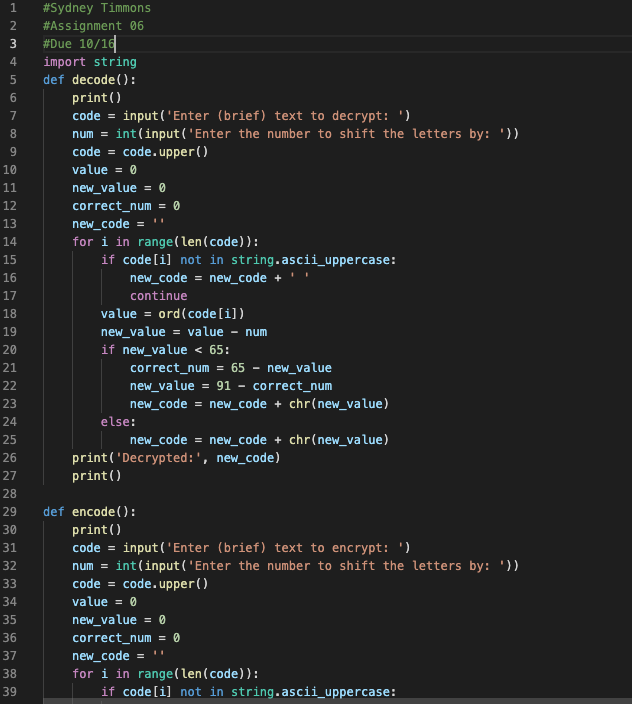 1 #Sydney Timmons
2 #Assignment 06
3 #Due 10/16
4 import string
5 def decode():
6     print()
7     code = input('Enter (brief) text to decrypt: ')
8     num = int(input('Enter the number to shift the letters by: '))
9     code = code.upper()
10     value = 0
11     new_value = 0
12     correct_num = 0
13     new_code = ''
14     for i in range(len(code)):
15         if code[i] not in string.ascii_uppercase:
16             new_code = new_code + ' '
17             continue
18         value = ord(code[i])
19         new_value = value - num
20         if new_value < 65:
21             correct_num = 65 - new_value
22             new_value = 91 - correct_num
23             new_code = new_code + chr(new_value)
24         else:
25             new_code = new_code + chr(new_value)
26     print('Decrypted:', new_code)
27     print()
28
29 def encode():
30     print()
31     code = input('Enter (brief) text to encrypt: ')
32     num = int(input('Enter the number to shift the letters by: '))
33     code = code.upper()
34     value = 0
35     new_value = 0
36     correct_num = 0
37     new_code = ''
38     for i in range(len(code)):
39         if code[i] not in string.ascii_uppercase: